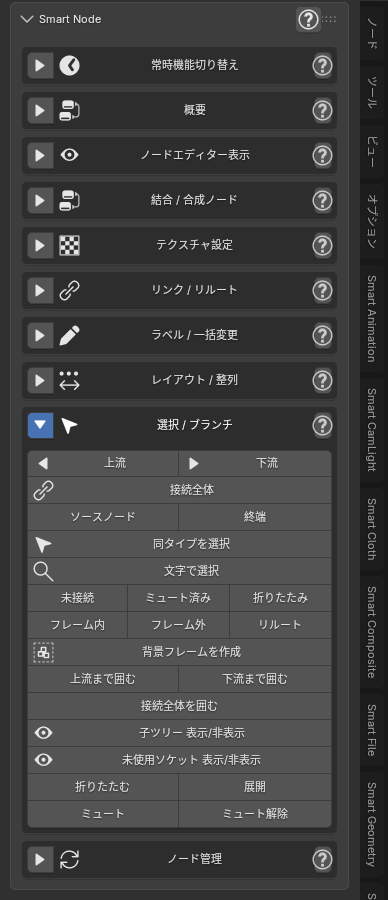 Smart Node
常時機能切り替え
概要
ノードエディター表示
結合 / 合成ノード
テクスチャ設定
リンク / リルート
ラベル / 一括変更
レイアウト / 整列
選択 / ブランチ
上流 下流
接続全体
ソースノード 終端
同タイプを選択
文字で選択
未接続 ミュート済み 折りたたみ
フレーム内 フレーム外 リルート
背景フレームを作成
上流まで囲む 下流まで囲む
接続全体を囲む
子ツリー 表示/非表示
未使用ソケット 表示/非表示
折りたたむ 展開
ミュート ミュート解除
ノード管理
ノード
ツール
ビュー
オプション
Smart Animation
Smart CamLight
Smart Cloth
Smart Composite
Smart File
Smart Geometry